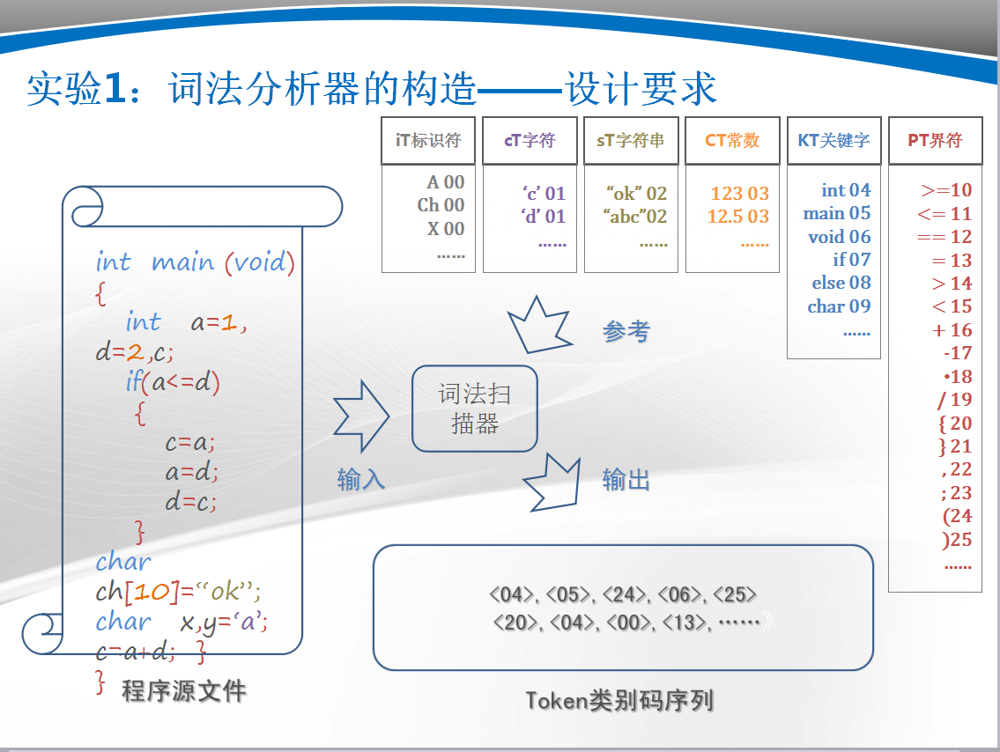 实验1：词法分析器的构造——设计要求
iT标识符
A 00
Ch 00
X 00
……
cT字符
‘c’ 01
‘d’ 01
……
sT字符串
“ok” 02
“abc”02
……
CT常数
123 03
12.5 03
……
KT关键字
int 04
main 05
void 06
if 07
else 08
char 09
……
PT界符
>=10
<= 11
== 12
= 13
> 14
< 15
+ 16
-17
•18
/ 19
{ 20
} 21
, 22
; 23
(24
)25
……
int main (void)
{
int a=1,
d=2,c;
if(a<=d)
{
c=a;
a=d;
d=c;
}
char
ch[10]=“ok”;
char x,y=‘a’;
c=a+d; }
}
程序源文件
输入
词法扫
描器
参考
输出
<04>, <05>, <24>, <06>, <25>
<20>, <04>, <00>, <13>, ……》
Token类别码序列